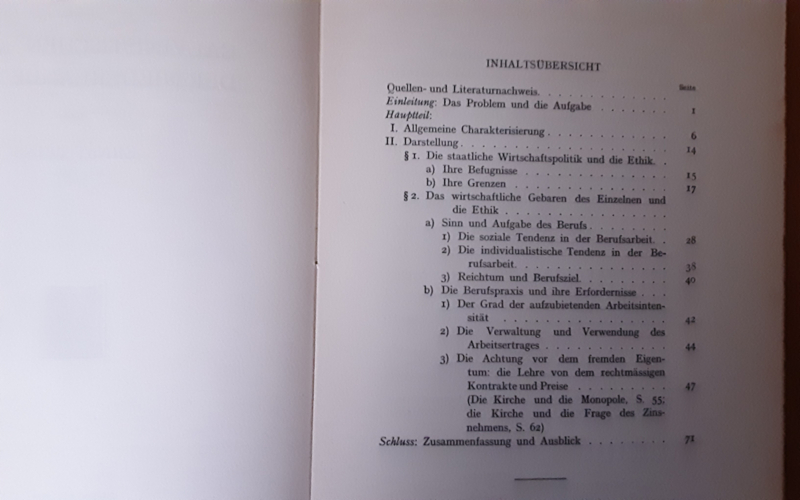 INHALTSÜBERSICHT
Seite
Quellen- und Literaturnachweis. . . . . . . . . . . . .
Einleitung: Das Problem und die Aufgabe . . . . . . . . 1
Hauptteil:
I. Allgemeine Charakterisierung . . . . . . . . . . . . 6
II. Darstellung . . . . . . . . . . . . . . . . . . . . 14
§ 1. Die staatliche Wirtschaftspolitik und die Ethik. .
a) Ihre Befugnisse . . . . . . . . . . . . . . 15
b) Ihre Grenzen . . . . . . . . . . . . . . . 17
§ 2. Das wirtschaftliche Gebaren des Einzelnen und
die Ethik . . . . . . . . . . . . . . . .
a) Sinn und Aufgabe des Berufs . . . . . . . .
1) Die soziale Tendenz in der Berufsarbeit. . 28
2) Die individualistische Tendenz in der Be-
rufsarbeit. . . . . . . . . . . . . . . 38
3) Reichtum und Berufsziel. . . . . . . . . 40
b) Die Berufspraxis und ihre Erfordernisse . . .
1) Der Grad der aufzubietenden Arbeitsinten-
sität . . . . . . . . . . . . . . . . 42
2) Die Verwaltung und Verwendung des
Arbeitsertrages . . . . . . . . . . . . 44
3) Die Achtung vor dem fremden Eigen-
tum: die Lehre von dem rechtmässigen
Kontrakte und Preise . . . . . . . . . 47
(Die Kirche und die Monopole, S. 55;
die Kirche und die Frage des Zins-
nehmens, S. 62)
Schluss: Zusammenfassung und Ausblick . . . . . . . . 71